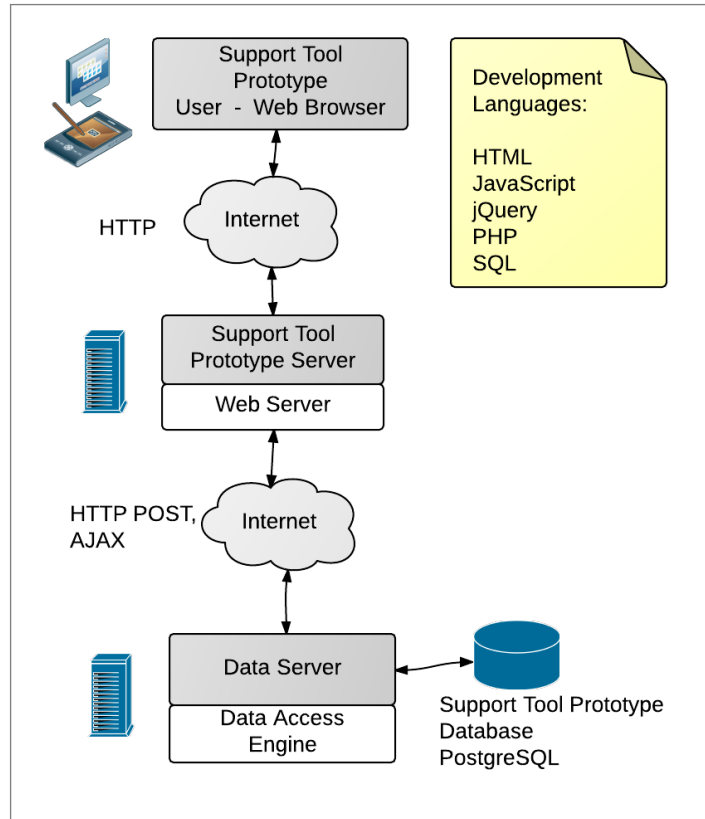 Support Tool
Prototype
User - Web Browser
Development
Languages:
HTML
JavaScript
jQuery
PHP
SQL
Internet
HTTP
Support Tool
Prototype Server
Web Server
HTTP POST,
AJAX
Internet
Data Server
Data Access
Engine
Support Tool Prototype
Database
PostgreSQL